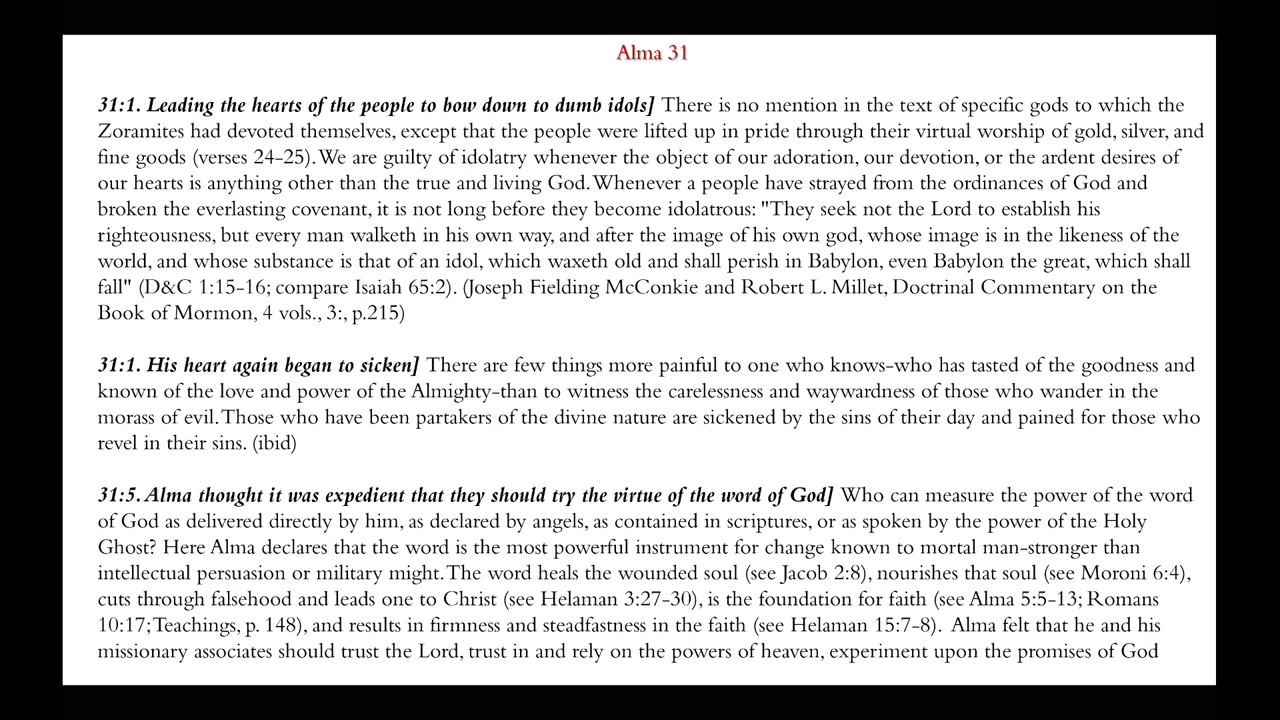 Alma 31
31:1. Leading the hearts of the people to bow down to dumb idols] There is no mention in the text of specific gods to which the
Zoramites had devoted themselves, except that the people were lifted up in pride through their virtual worship of gold, silver, and
fine goods (verses 24-25). We are guilty of idolatry whenever the object of our adoration, our devotion, or the ardent desires of
our hearts is anything other than the true and living God. Whenever a people have strayed from the ordinances of God and
broken the everlasting covenant, it is not long before they become idolatrous: "They seek not the Lord to establish his
righteousness, but every man walketh in his own way, and after the image of his own god, whose image is in the likeness of the
world, and whose substance is that of an idol, which waxeth old and shall perish in Babylon, even Babylon the great, which shall
fall" (D&C 1:15-16; compare Isaiah 65:2). (Joseph Fielding McConkie and Robert L. Millet, Doctrinal Commentary on the
Book of Mormon, 4 vols., 3:, p.215)
31:1. His heart again began to sicken] There are few things more painful to one who knows-who has tasted of the goodness and
known of the love and power of the Almighty-than to witness the carelessness and waywardness of those who wander in the
morass of evil. Those who have been partakers of the divine nature are sickened by the sins of their day and pained for those who
revel in their sins. (ibid)
31:5. Alma thought it was expedient that they should try the virtue of the word of God] Who can measure the power of the word
of God as delivered directly by him, as declared by angels, as contained in scriptures, or as spoken by the power of the Holy
Ghost? Here Alma declares that the word is the most powerful instrument for change known to mortal man-stronger than
intellectual persuasion or military might. The word heals the wounded soul (see Jacob 2:8), nourishes that soul (see Moroni 6:4),
cuts through falsehood and leads one to Christ (see Helaman 3:27-30), is the foundation for faith (see Alma 5:5-13; Romans
10:17; Teachings, p. 148), and results in firmness and steadfastness in the faith (see Helaman 15:7-8). Alma felt that he and his
missionary associates should trust the Lord, trust in and rely on the powers of heaven, experiment upon the promises of God